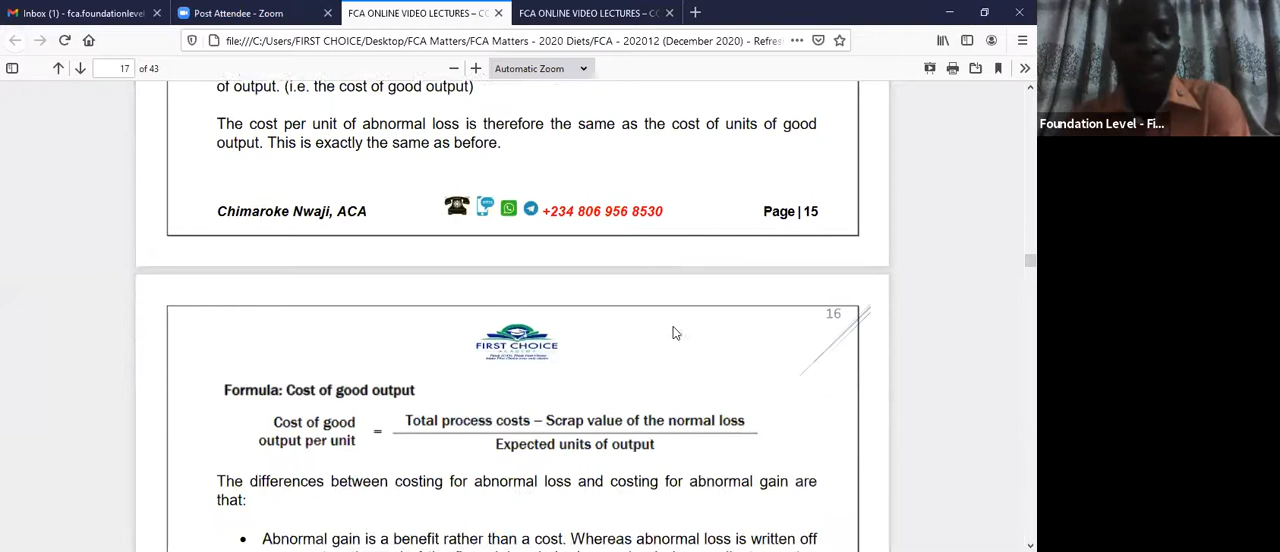 Inbox (1) - fca.foundationlevel
Post Attendee - Zoom
FCA ONLINE VIDEO LECTURES – CC
FCA ONLINE VIDEO LECTURES – CC
file:///C:/Users/FIRST CHOICE/Desktop/FCA Matters/FCA Matters - 2020 Diets/FCA - 202012 (December 2020) - Refres
17 of 43
Automatic Zoom
of output. (i.e. the cost of good output)
The cost per unit of abnormal loss is therefore the same as the cost of units of good
output. This is exactly the same as before.
Chimaroke Nwaji, ACA
+234 806 956 8530
Page | 15
16
FIRST CHOICE
Formula: Cost of good output
Cost of good
output per unit
=
Total process costs – Scrap value of the normal loss
Expected units of output
The differences between costing for abnormal loss and costing for abnormal gain are
that:
• Abnormal gain is a benefit rather than a cost. Whereas abnormal loss is written off
Foundation Level - Fi...